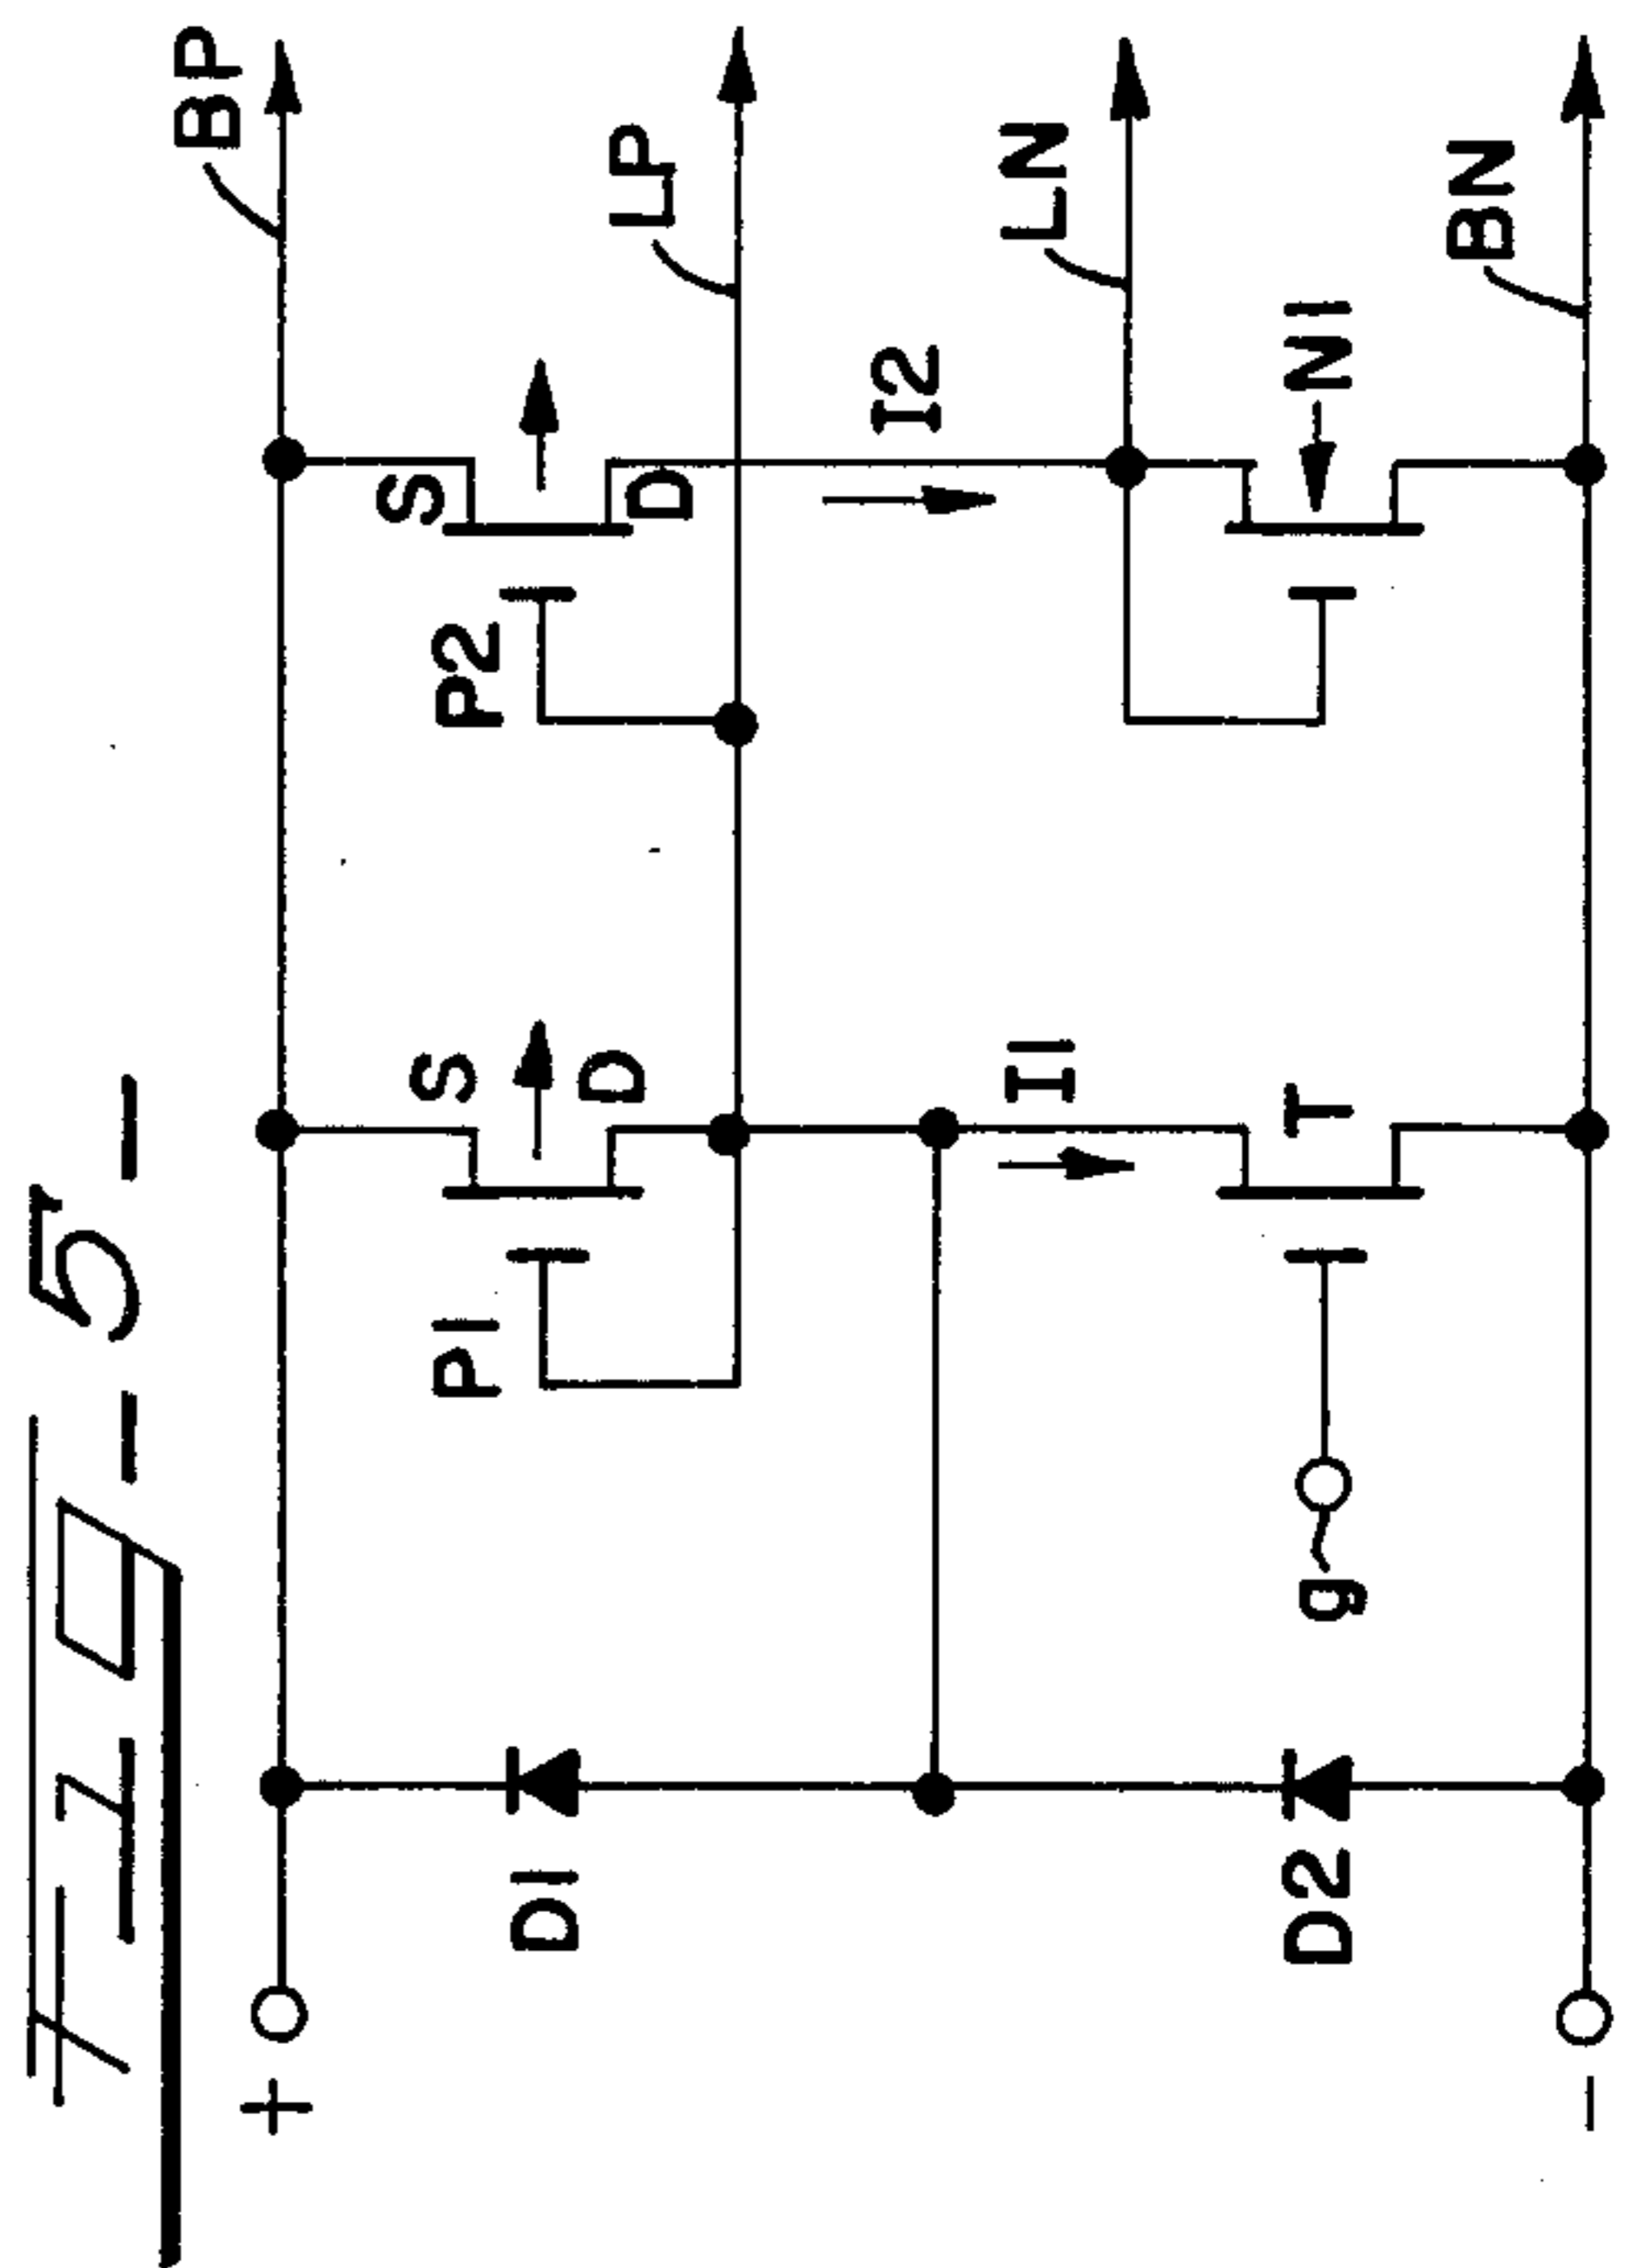 Fig-5-
BP
S
S
P1
P2
D1
D
D
LP
+
I1
I2
LN
g
T
N1
D2
BN
-